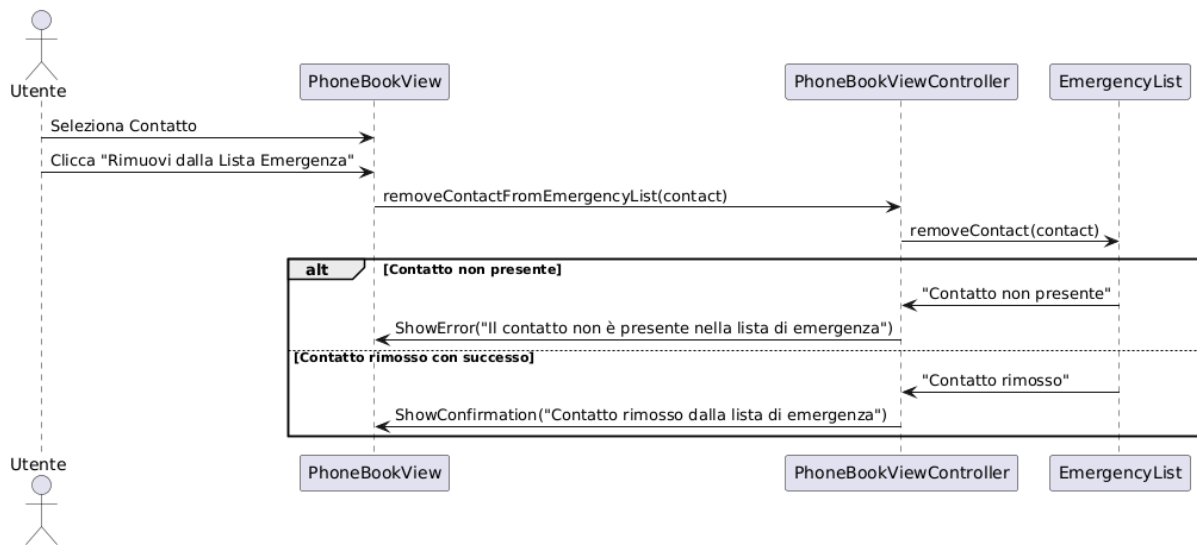 Utente
PhoneBookView
PhoneBookViewController
EmergencyList
Seleziona Contatto
Clicca "Rimuovi dalla Lista Emergenza"
removeContactFromEmergencyList(contact)
removeContact(contact)
alt
[Contatto non presente]
"Contatto non presente"
ShowError("Il contatto non è presente nella lista di emergenza")
[Contatto rimosso con successo]
"Contatto rimosso"
ShowConfirmation("Contatto rimosso dalla lista di emergenza")
Utente
PhoneBookView
PhoneBookViewController
EmergencyList